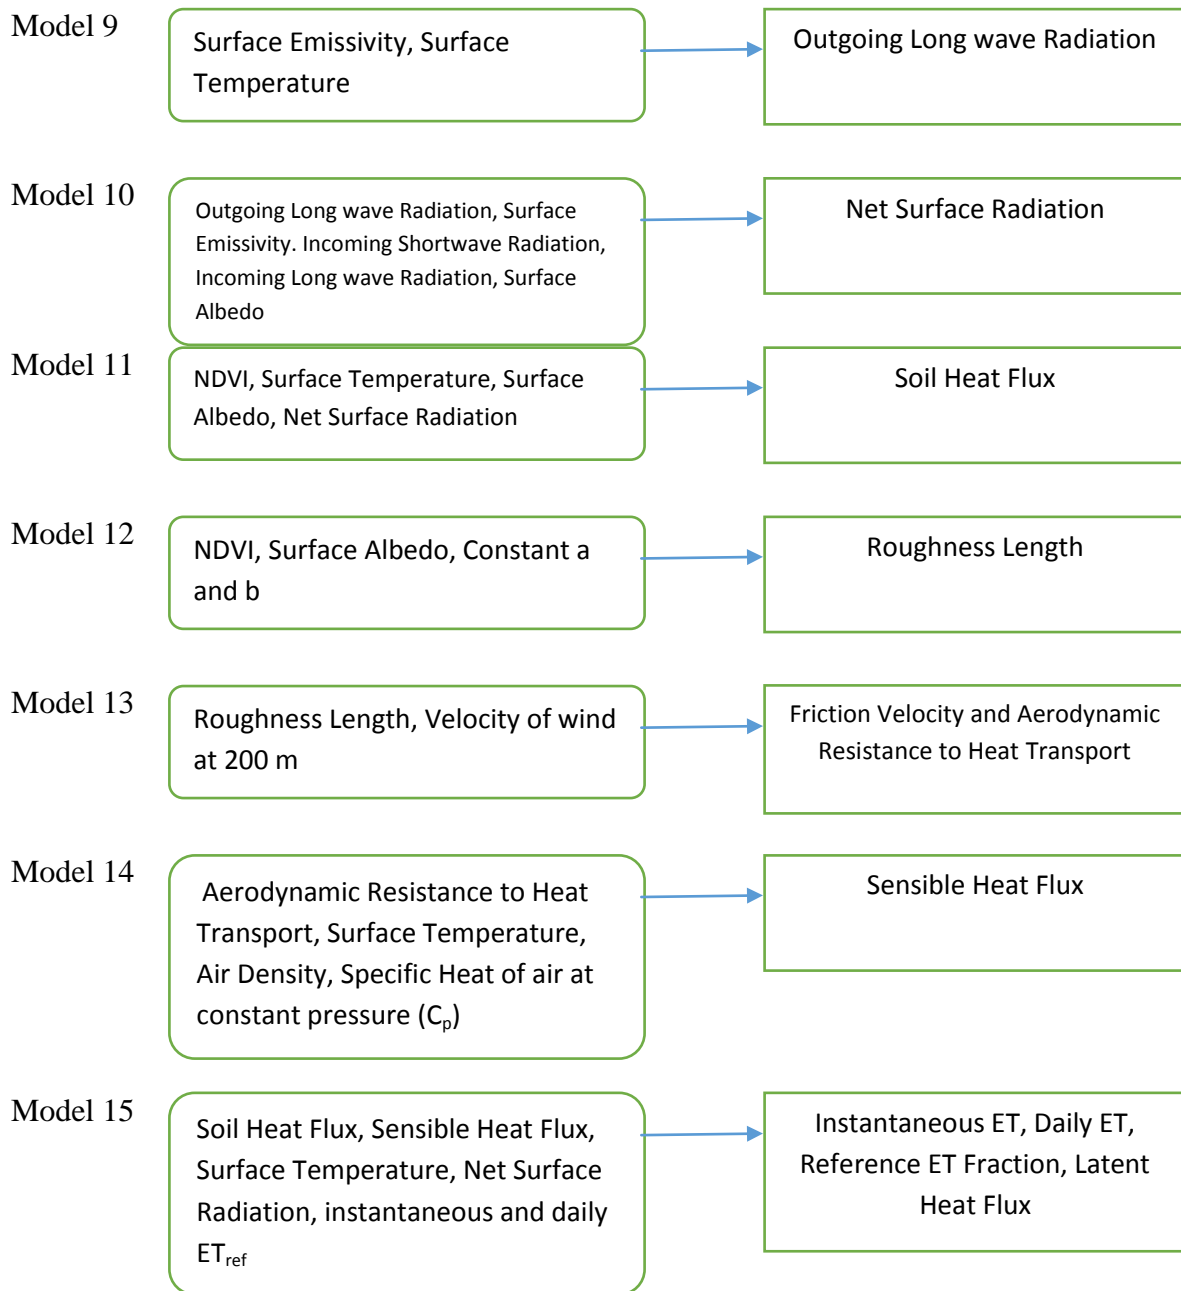 Model 9
Surface Emissivity, Surface
Temperature
Outgoing Long wave Radiation
Model 10
Outgoing Long wave Radiation, Surface
Emissivity. Incoming Shortwave Radiation,
Incoming Long wave Radiation, Surface
Albedo
Net Surface Radiation
Model 11
NDVI, Surface Temperature, Surface
Albedo, Net Surface Radiation
Soil Heat Flux
Model 12
NDVI, Surface Albedo, Constant a
and b
Roughness Length
Model 13
Roughness Length, Velocity of wind
at 200 m
Friction Velocity and Aerodynamic
Resistance to Heat Transport
Model 14
Aerodynamic Resistance to Heat
Transport, Surface Temperature,
Air Density, Specific Heat of air at
constant pressure (Cp)
Sensible Heat Flux
Model 15
Soil Heat Flux, Sensible Heat Flux,
Surface Temperature, Net Surface
Radiation, instantaneous and daily
ETref
Instantaneous ET, Daily ET,
Reference ET Fraction, Latent
Heat Flux